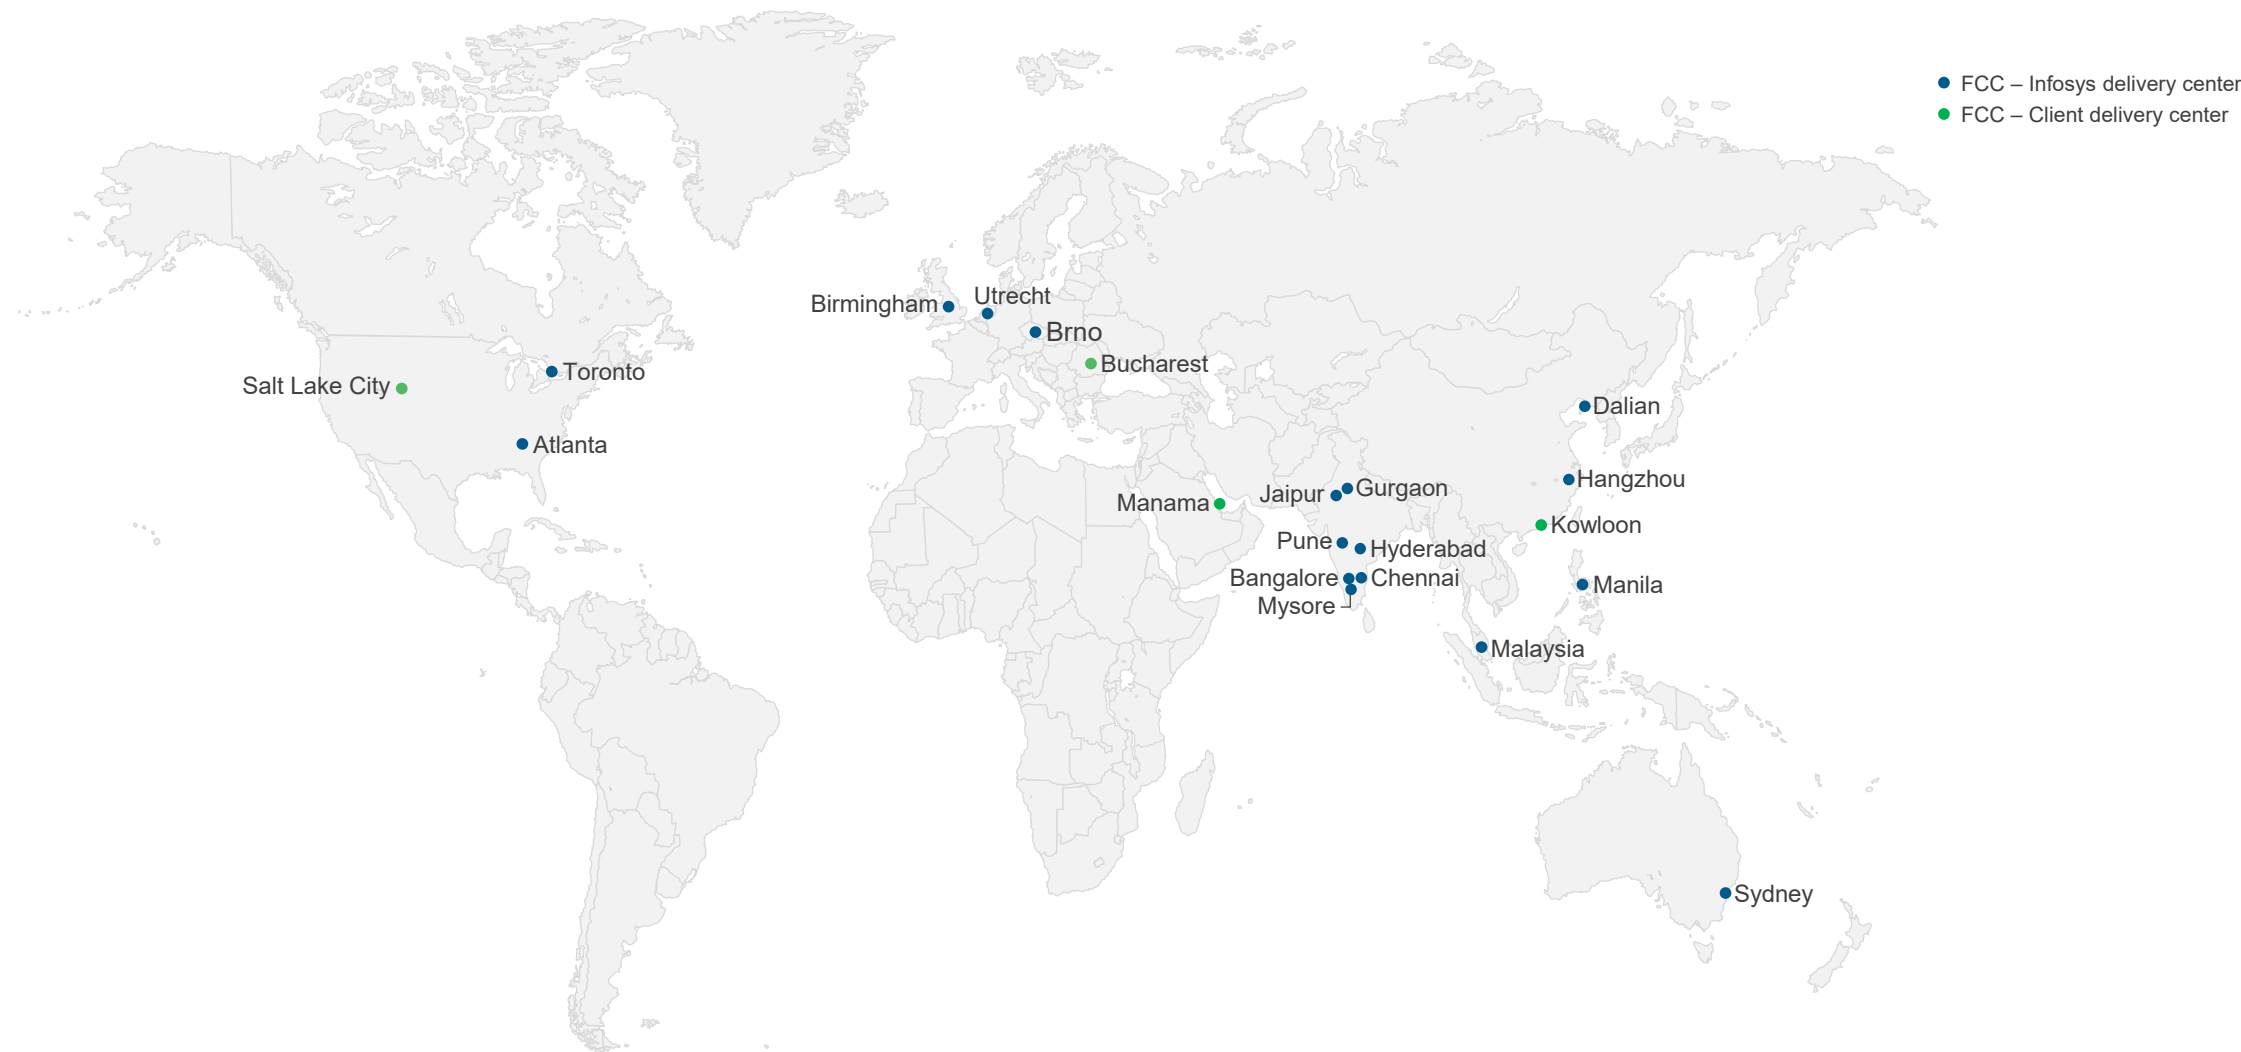 FCC – Infosys delivery center
FCC – Client delivery center
Birmingham
Utrecht
Brno
Bucharest
Toronto
Salt Lake City
Atlanta
Dalian
Hangzhou
Gurgaon
Jaipur
Manama
Kowloon
Pune
Hyderabad
Bangalore
Chennai
Manila
Mysore
Malaysia
Sydney